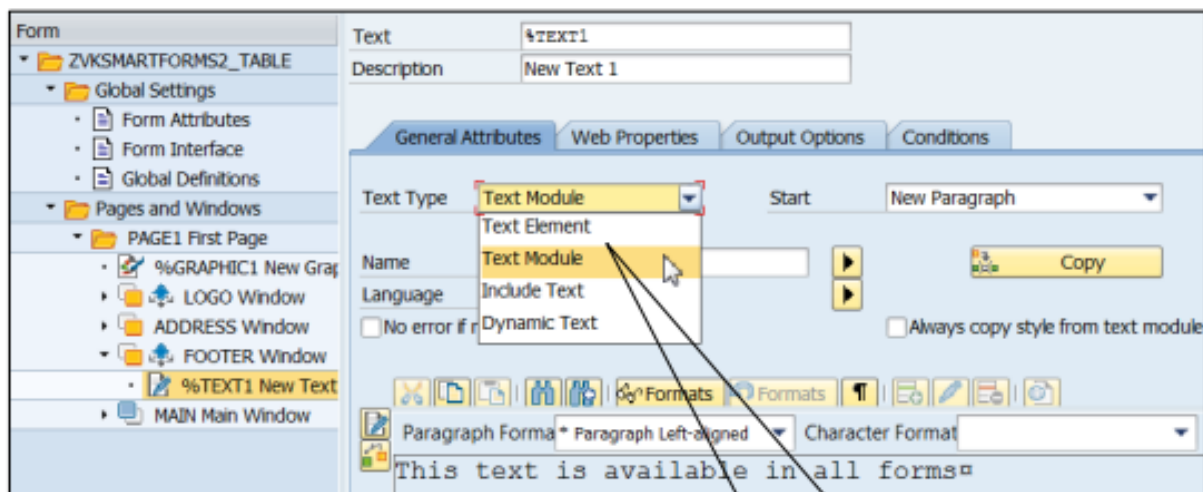 Form
ZVKSMARTFORMS2_TABLE
Global Settings
Form Attributes
Form Interface
Global Definitions
Pages and Windows
PAGE1 First Page
%GRAPHIC1 New Grap
LOGO Window
ADDRESS Window
FOOTER Window
%TEXT1 New Text
MAIN Main Window
Text %TEXT1
Description New Text 1
General Attributes Web Properties Output Options Conditions
Text Type Text Module Start New Paragraph
Text Element
Name Text Module Copy
Language Include Text
No error if n Dynamic Text Always copy style from text module
Formats Formats ¶
Paragraph Forma * Paragraph Left-aligned Character Format
This text is available in all forms¤